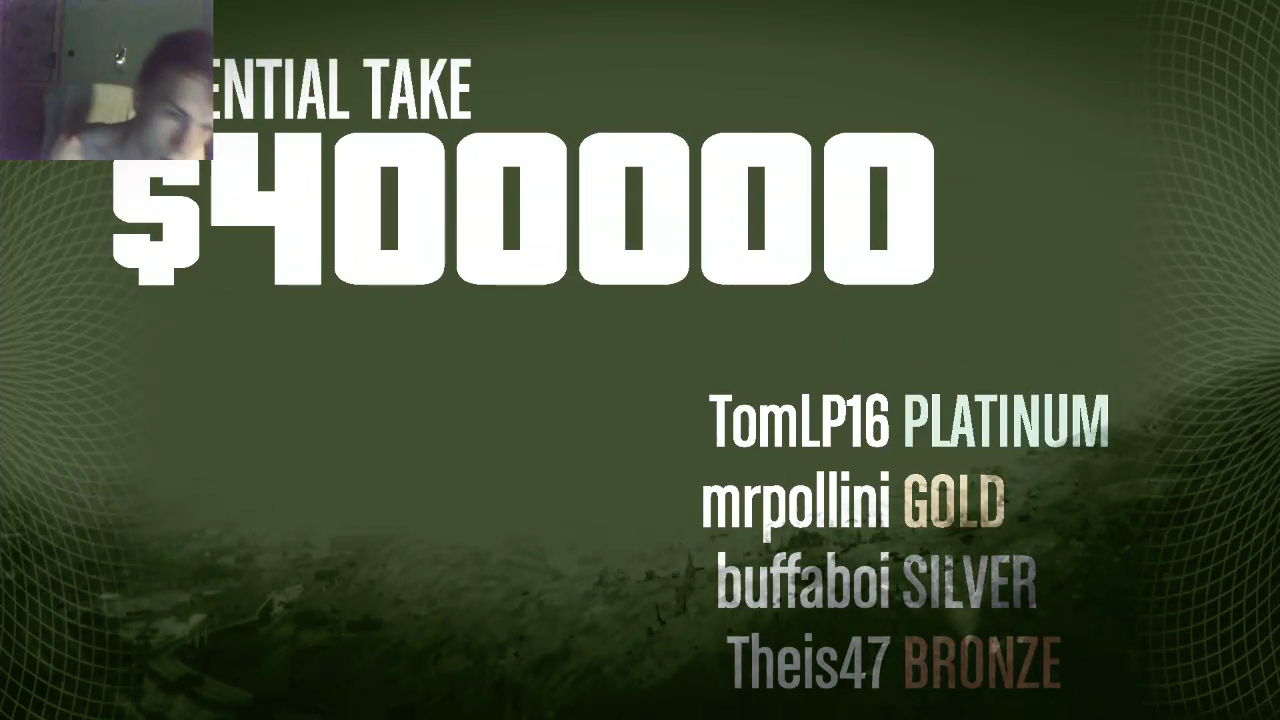 ENTIAL TAKE
$400000
TomLP16 PLATINUM
mrpollini GOLD
buffaboi SILVER
Theis47 BRONZE